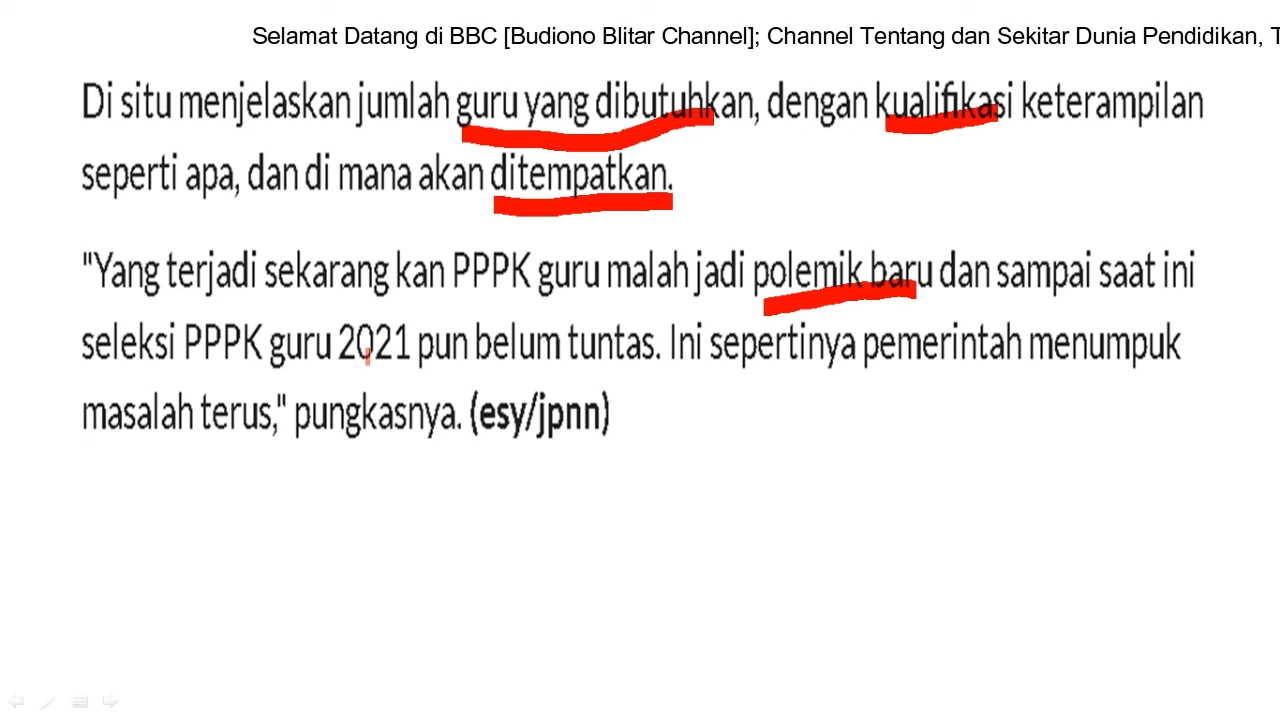 Selamat Datang di BBC [Budiono Blitar Channel]; Channel Tentang dan Sekitar Dunia Pendidikan, T
Di situ menjelaskan jumlah guru yang dibutuhkan, dengan kualifikasi keterampilan
seperti apa, dan di mana akan ditempatkan.
"Yang terjadi sekarang kan PPPK guru malah jadi polemik baru dan sampai saat ini
seleksi PPPK guru 2021 pun belum tuntas. Ini sepertinya pemerintah menumpuk
masalah terus," pungkasnya. (esy/jpnn)